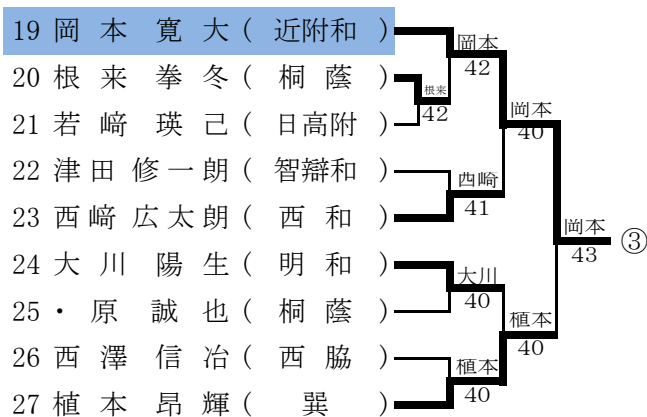 19 岡本 寛大 ( 近附和 )
20 根来 拳冬 ( 桐蔭 )
21 若﨑 瑛己 ( 日高附 )
22 津田 修一朗 ( 智辯和 )
23 西﨑 広太朗 ( 西和 )
24 大川 陽生 ( 明和 )
25 ・原 誠也 ( 桐蔭 )
26 西澤 信冶 ( 西脇 )
27 植本 昂輝 ( 巽 )
岡本
42
根来
42
西﨑
41
岡本
40
大川
40
植本
40
植本
40
岡本
43
③